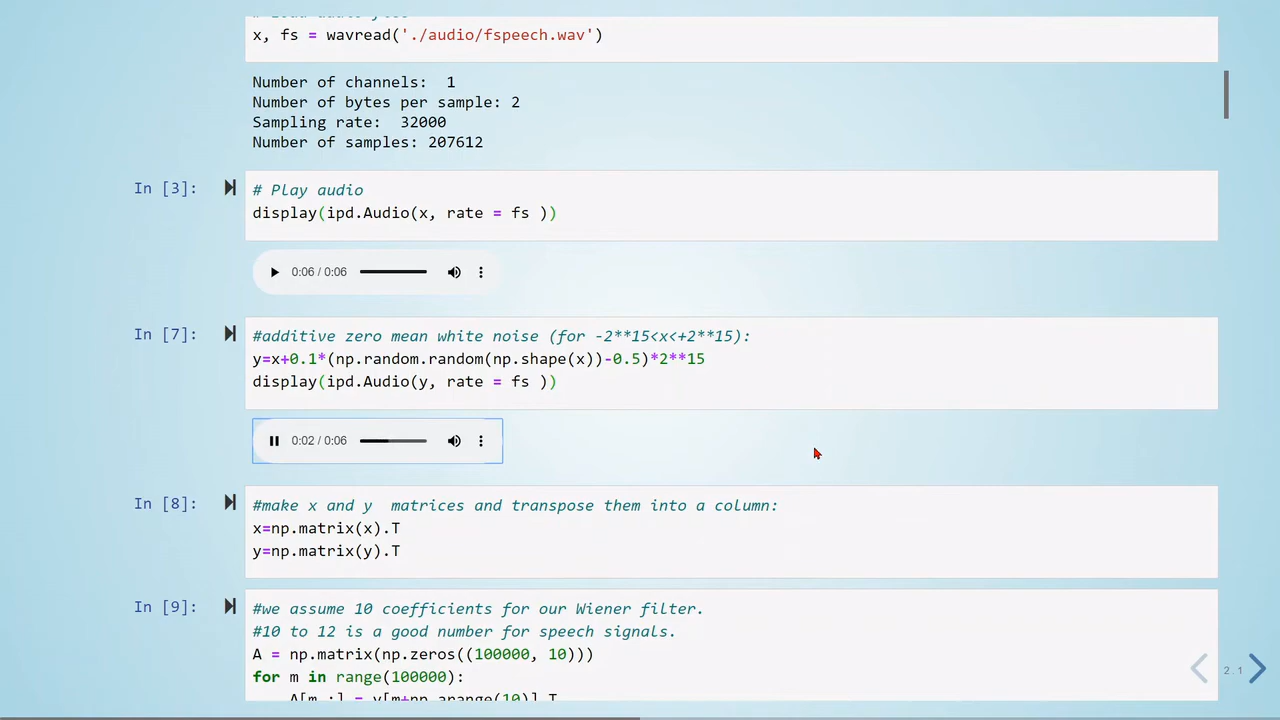 x, fs = wavread('./audio/fspeech.wav')
Number of channels:  1
Number of bytes per sample: 2
Sampling rate:  32000
Number of samples: 207612
In [3]:
# Play audio
display(ipd.Audio(x, rate = fs ))
0:06 / 0:06
In [7]:
#additive zero mean white noise (for -2**15<x<+2**15):
y=x+0.1*(np.random.random(np.shape(x))-0.5)*2**15
display(ipd.Audio(y, rate = fs ))
0:02 / 0:06
In [8]:
#make x and y  matrices and transpose them into a column:
x=np.matrix(x).T
y=np.matrix(y).T
In [9]:
#we assume 10 coefficients for our Wiener filter.
#10 to 12 is a good number for speech signals.
A = np.matrix(np.zeros((100000, 10)))
for m in range(100000):
A[m,:] = y[m+np.arange(10)].T
2.1